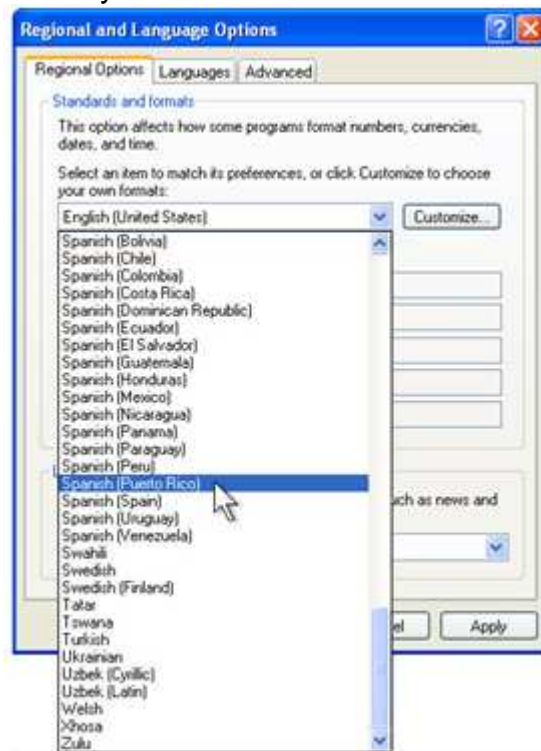 Regional and Language Options
Regional Options Languages Advanced
Standards and formats
This option affects how some programs format numbers, currencies,
dates, and time.
Select an item to match its preferences, or click Customize to choose
your own formats:
English (United States) Customize...
Spanish (Bolivia)
Spanish (Chile)
Spanish (Colombia)
Spanish (Costa Rica)
Spanish (Dominican Republic)
Spanish (Ecuador)
Spanish (El Salvador)
Spanish (Guatemala)
Spanish (Honduras)
Spanish (Mexico)
Spanish (Nicaragua)
Spanish (Panama)
Spanish (Paraguay)
Spanish (Peru)
Spanish (Puerto Rico)
Spanish (Spain) such as news and
Spanish (Uruguay)
Spanish (Venezuela)
Swahili
Swedish
Swedish (Finland)
Tatar
Tswana
Turkish el Apply
Ukrainian
Uzbek (Cyrillic)
Uzbek (Latin)
Welsh
Xhosa
Zulu